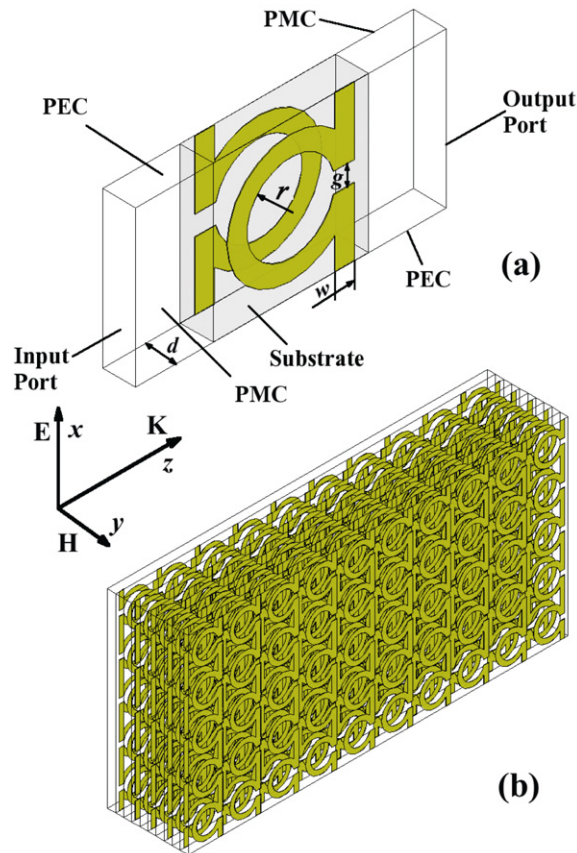 PMC
PEC
Output
Port
g
r
(a)
w
PEC
Input
Port
d
Substrate
PMC
E
x
K
z
H
y
(b)